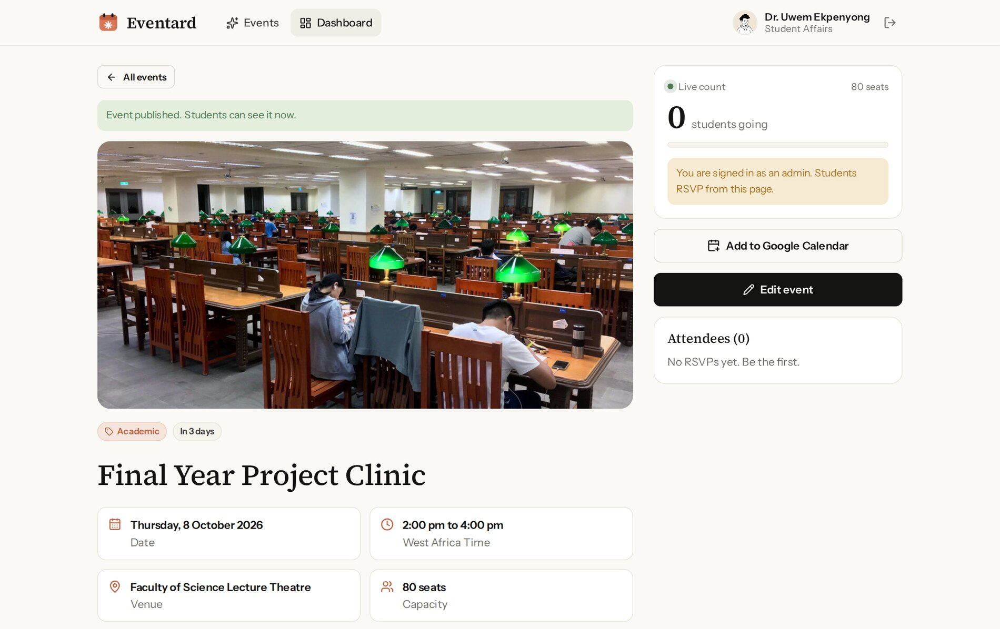 Eventard
Events
Dashboard
Dr. Uwem Ekpenyong
Student Affairs
All events
Event published. Students can see it now.
Academic
In 3 days
Final Year Project Clinic
Thursday, 8 October 2026
Date
2:00 pm to 4:00 pm
West Africa Time
Faculty of Science Lecture Theatre
Venue
80 seats
Capacity
Live count
80 seats
0 students going
You are signed in as an admin. Students
RSVP from this page.
Add to Google Calendar
Edit event
Attendees (0)
No RSVPs yet. Be the first.